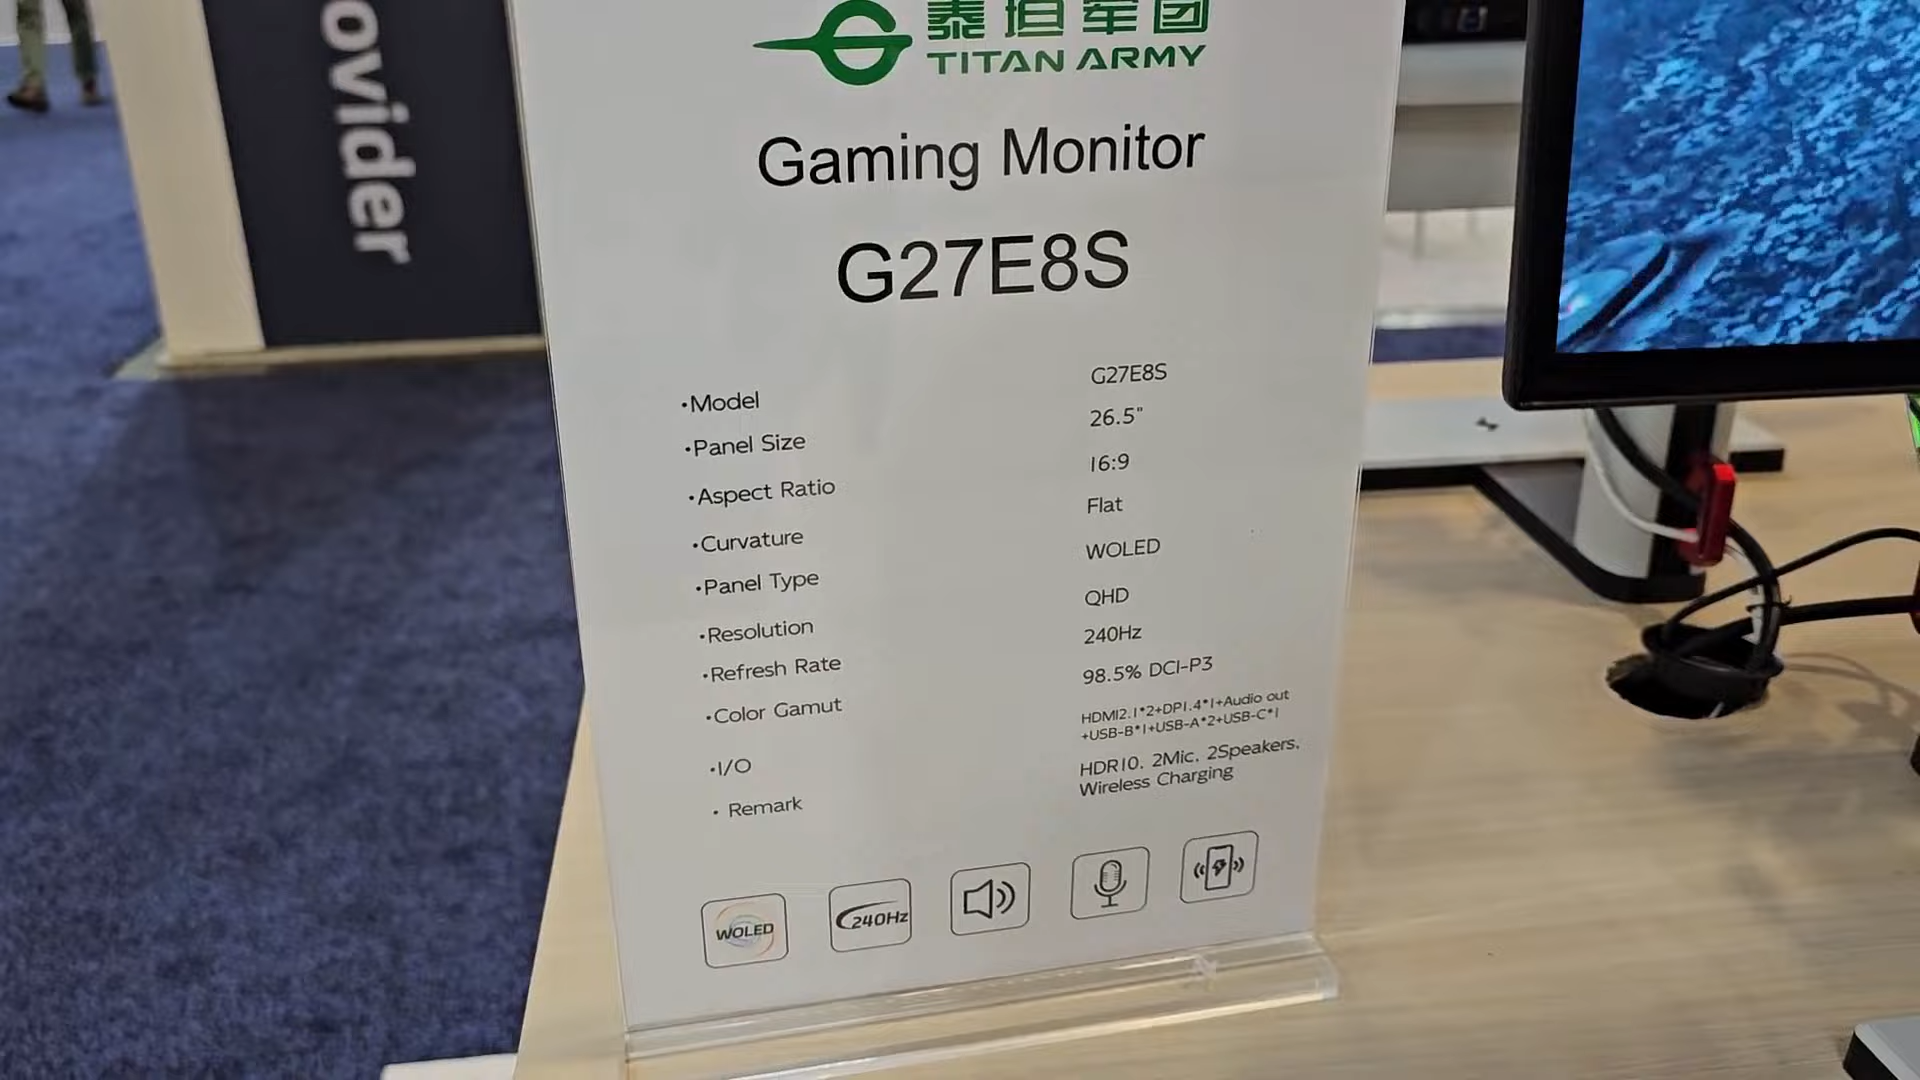 泰坦军团
TITAN ARMY
ovider
Gaming Monitor
G27E8S
•Model G27E8S
•Panel Size 26.5"
•Aspect Ratio 16:9
•Curvature Flat
•Panel Type WOLED
•Resolution QHD
•Refresh Rate 240Hz
•Color Gamut 98.5% DCI-P3
•I/O HDMI2.1*2+DP1.4*1+Audio out
+USB-B*1+USB-A*2+USB-C*1
• Remark HDR10, 2Mic, 2Speakers,
Wireless Charging
WOLED
240Hz